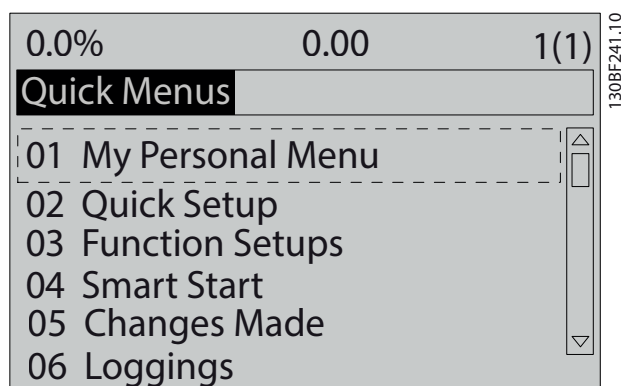 0.0% 0.00 1(1)
Quick Menus
01 My Personal Menu
02 Quick Setup
03 Function Setups
04 Smart Start
05 Changes Made
06 Loggings
130BF241.10